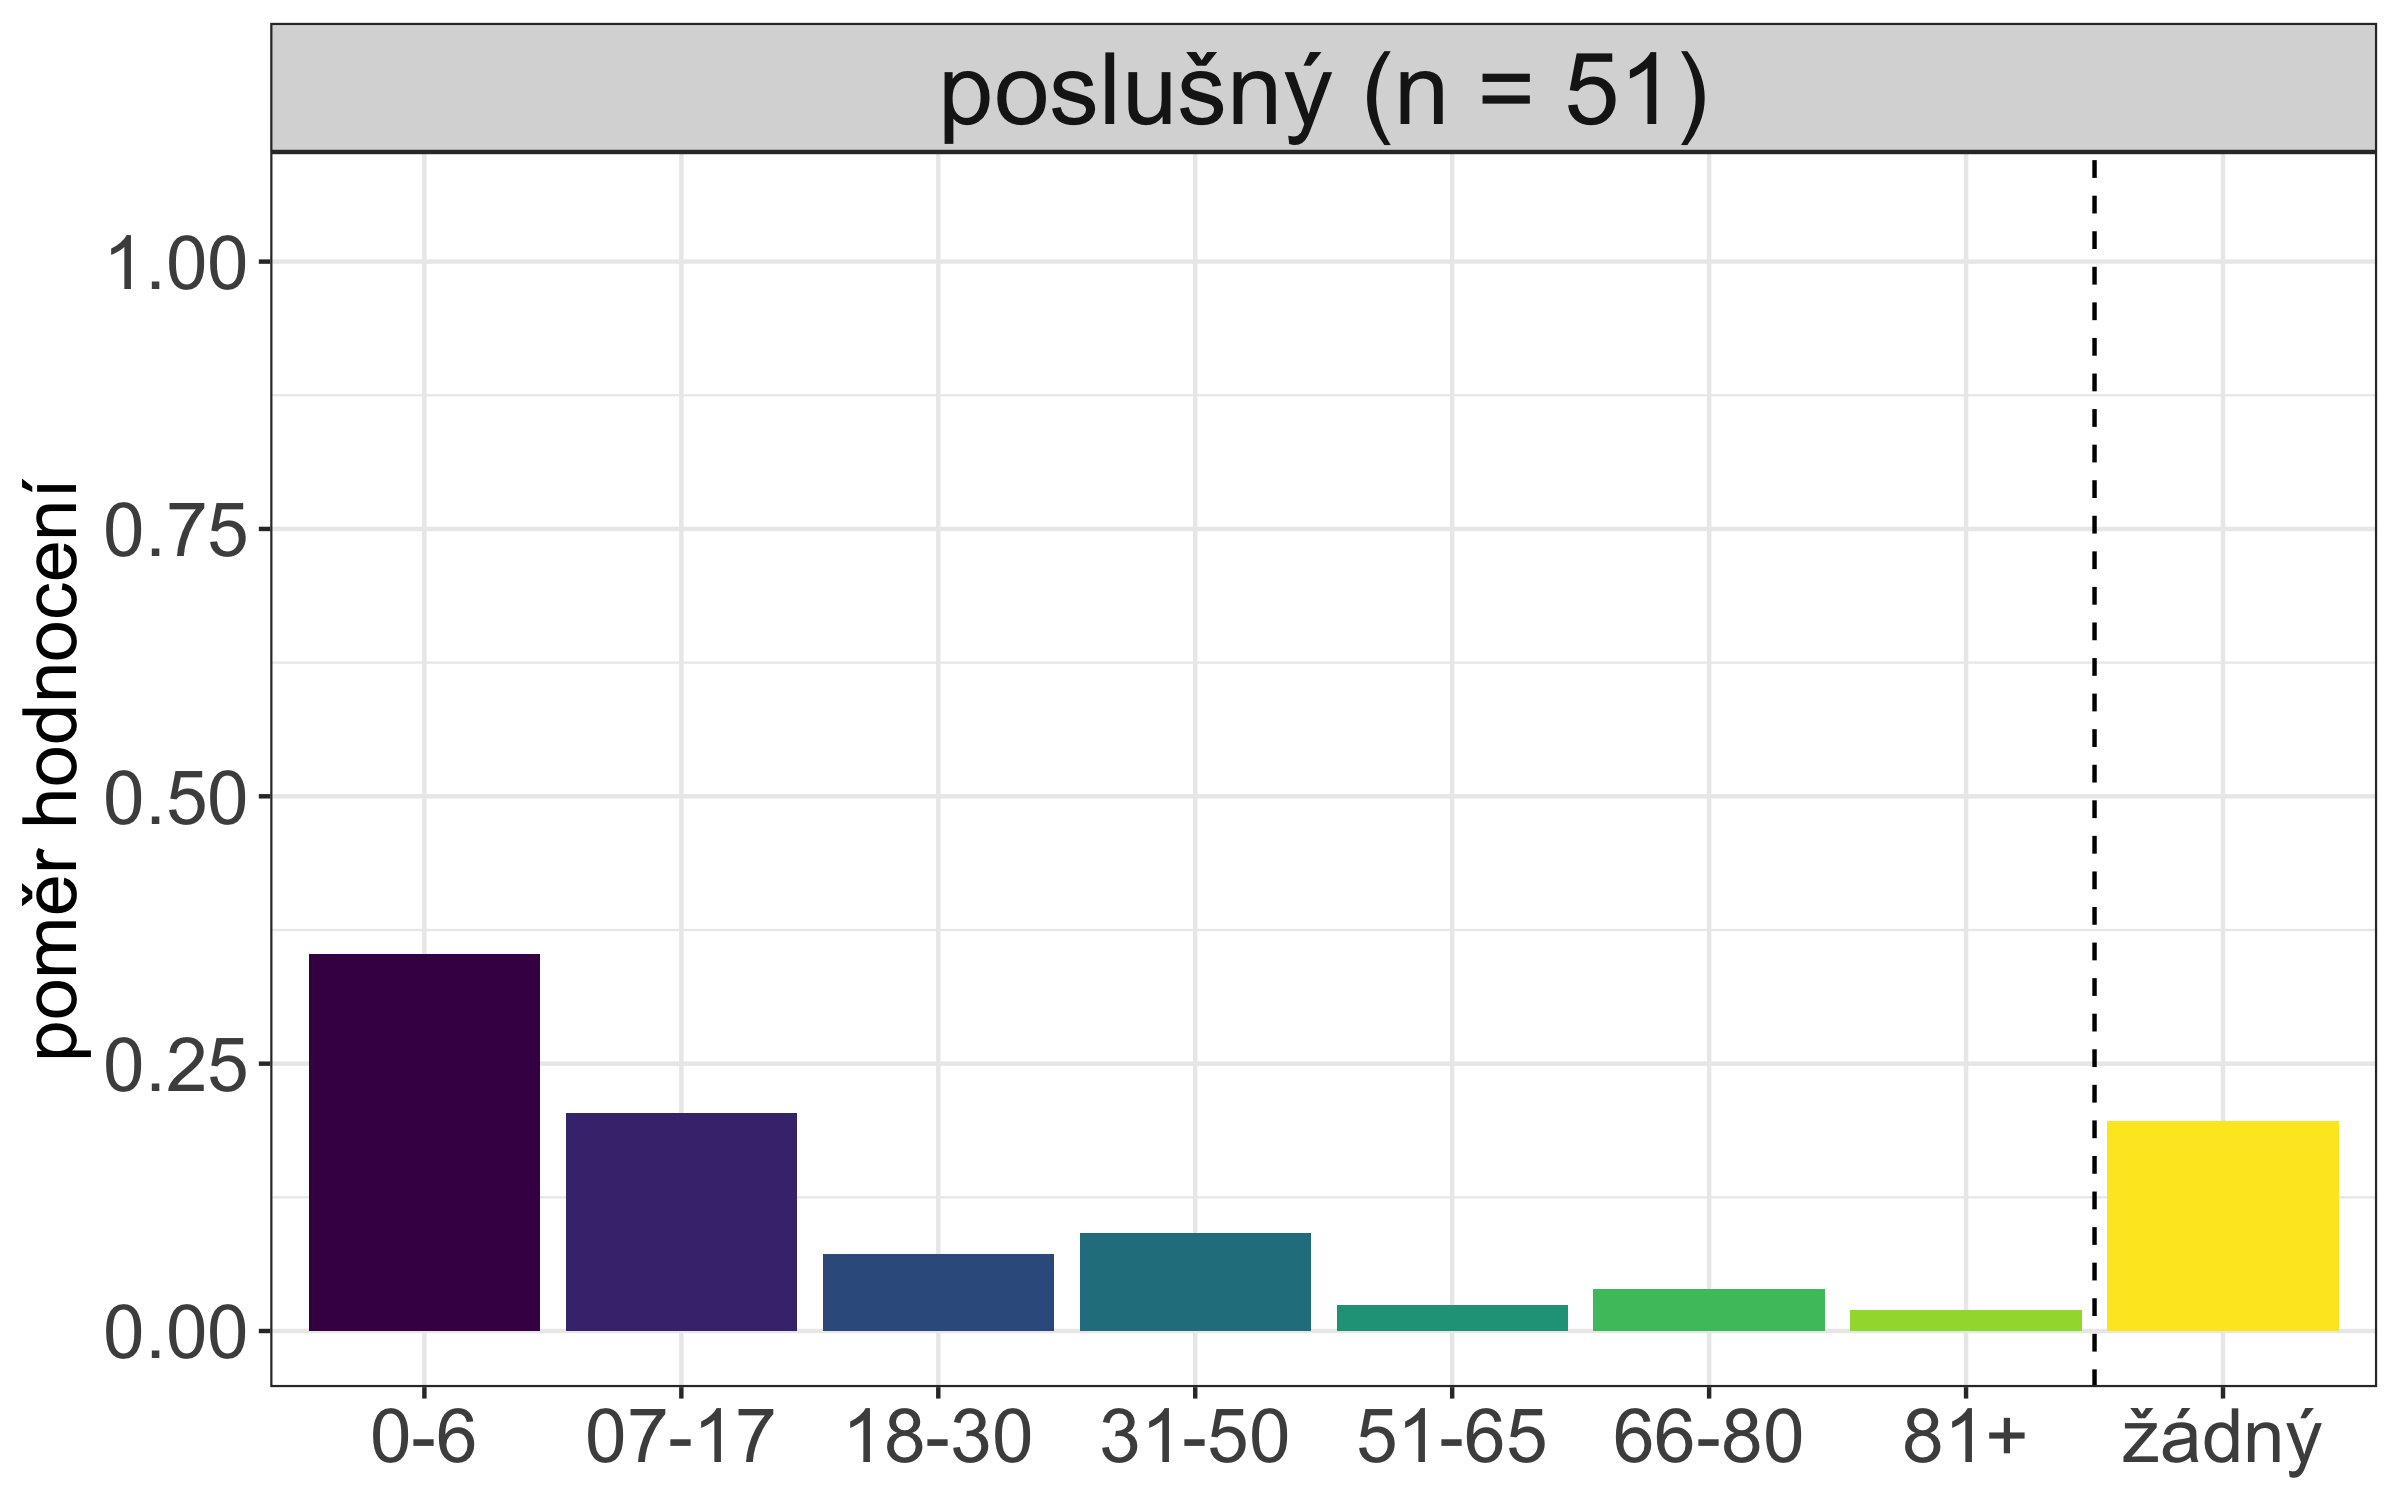 poslušný (n = 51)
poměr hodnocení
1.00
0.75
0.50
0.25
0.00
0-6 07-17 18-30 31-50 51-65 66-80 81+ žádný